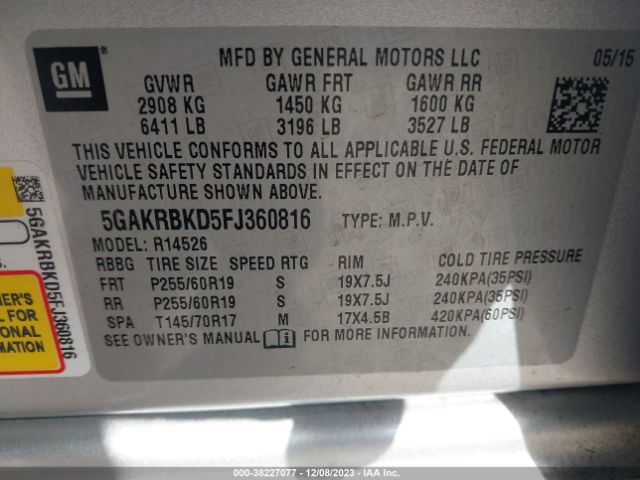 GM
®
MFD BY GENERAL MOTORS LLC 05/15
GVWR GAWR FRT GAWR RR
2908 KG 1450 KG 1600 KG
6411 LB 3196 LB 3527 LB
THIS VEHICLE CONFORMS TO ALL APPLICABLE U.S. FEDERAL MOTOR
VEHICLE SAFETY STANDARDS IN EFFECT ON THE DATE OF
MANUFACTURE SHOWN ABOVE.
5GAKRBKD5FJ360816 TYPE: M.P.V.
MODEL: R14526
RBBG TIRE SIZE SPEED RTG RIM COLD TIRE PRESSURE
FRT P255/60R19 S 19X7.5J 240KPA(35PSI)
RR P255/60R19 S 19X7.5J 240KPA(35PSI)
SPA T145/70R17 M 17X4.5B 420KPA(60PSI)
SEE OWNER'S MANUAL FOR MORE INFORMATION
5GAKRBKD5FJ360816
WNER'S
L FOR
ONAL
MATION
0-38227077 - 12/08/2023 - IAA Inc.